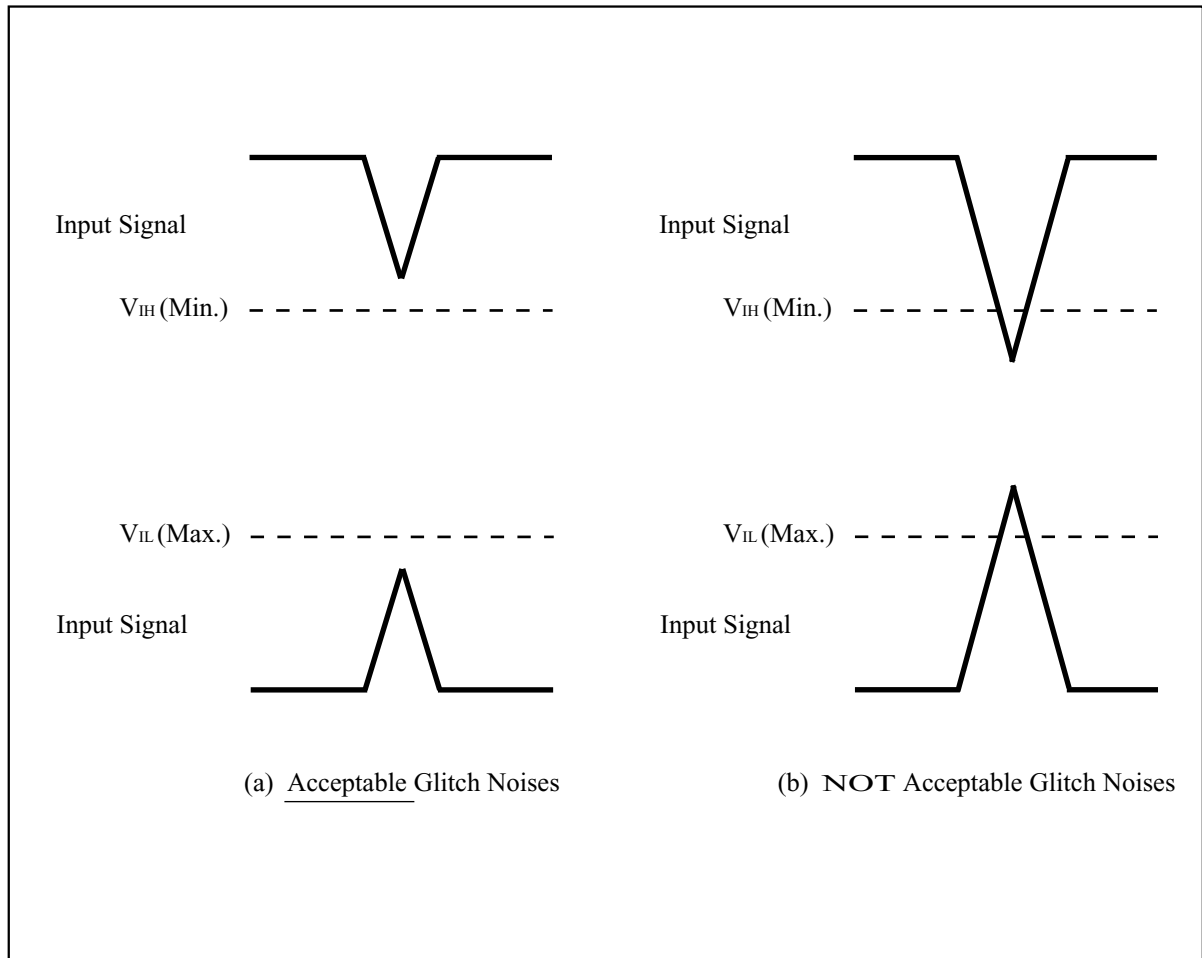 Input Signal
VIH (Min.)
VIL (Max.)
Input Signal
(a) Acceptable Glitch Noises
Input Signal
VIH (Min.)
VIL (Max.)
Input Signal
(b) NOT Acceptable Glitch Noises